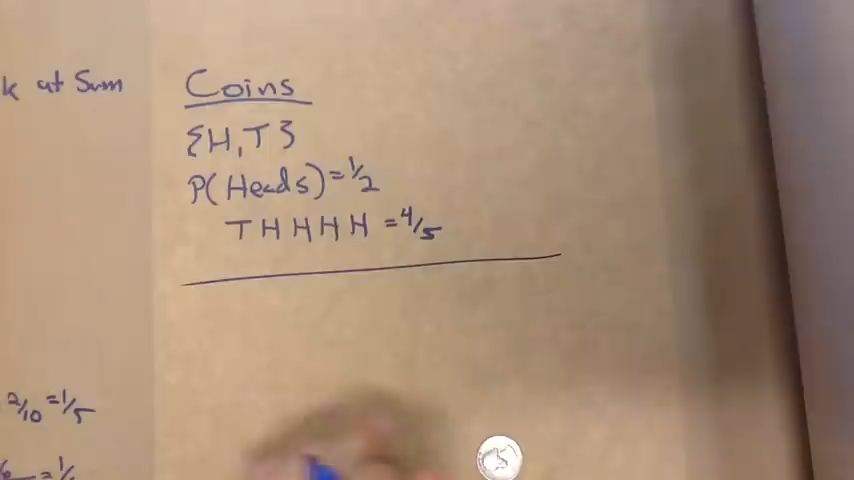 k at Sum
Coins
{H,T}
P(Heads)=1/2
T H H H H =4/5
2/10 =1/5